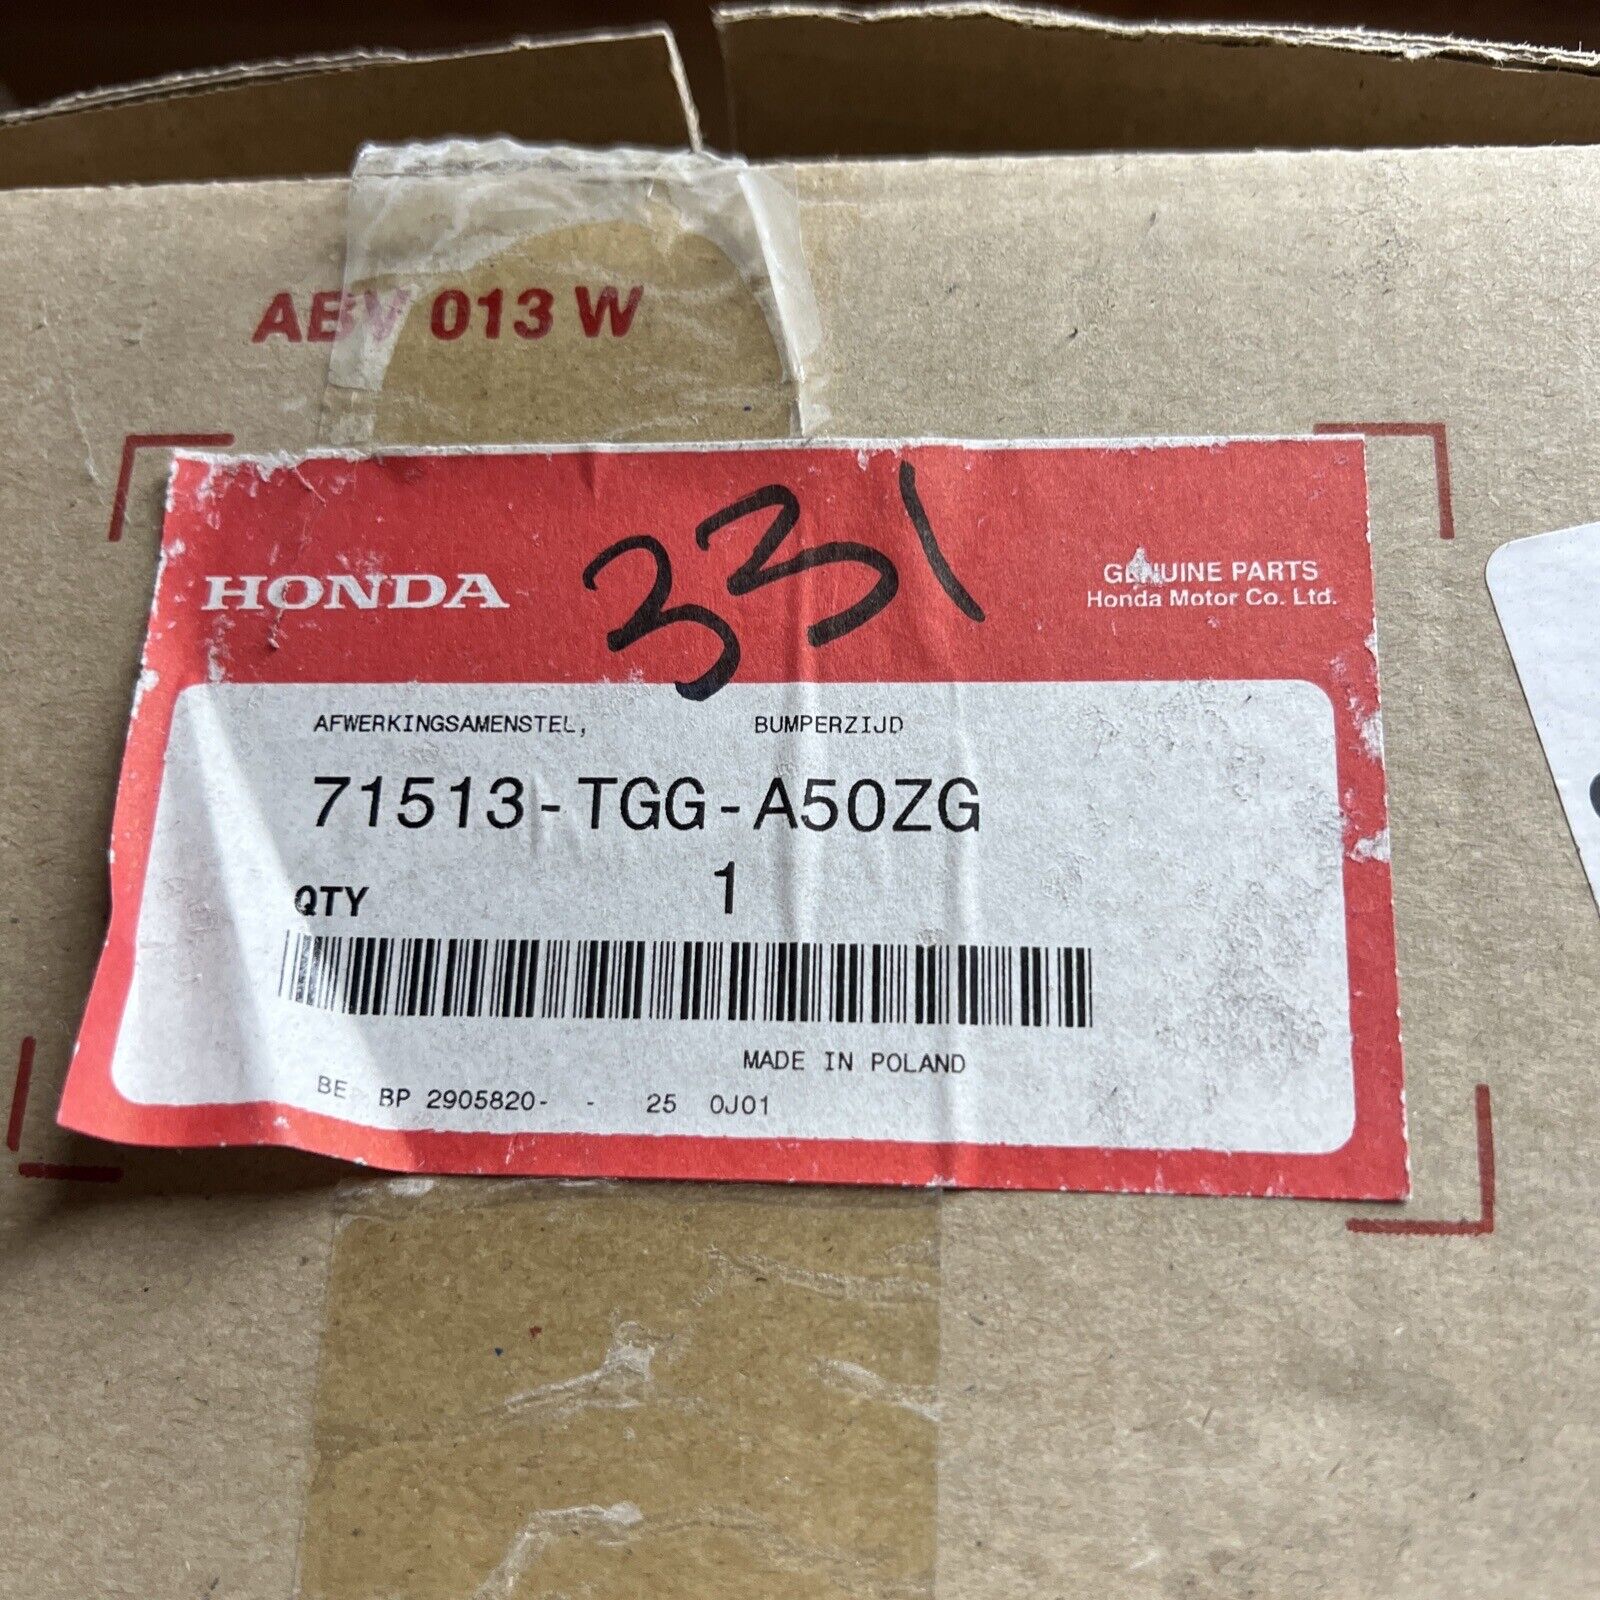 ABV 013 W
331
HONDA
GENUINE PARTS
Honda Motor Co. Ltd.
AFWERKINGSAMENSTEL, BUMPERZIJD
71513-TGG-A50ZG
QTY 1
MADE IN POLAND
BE BP 2905820- - 25 0J01